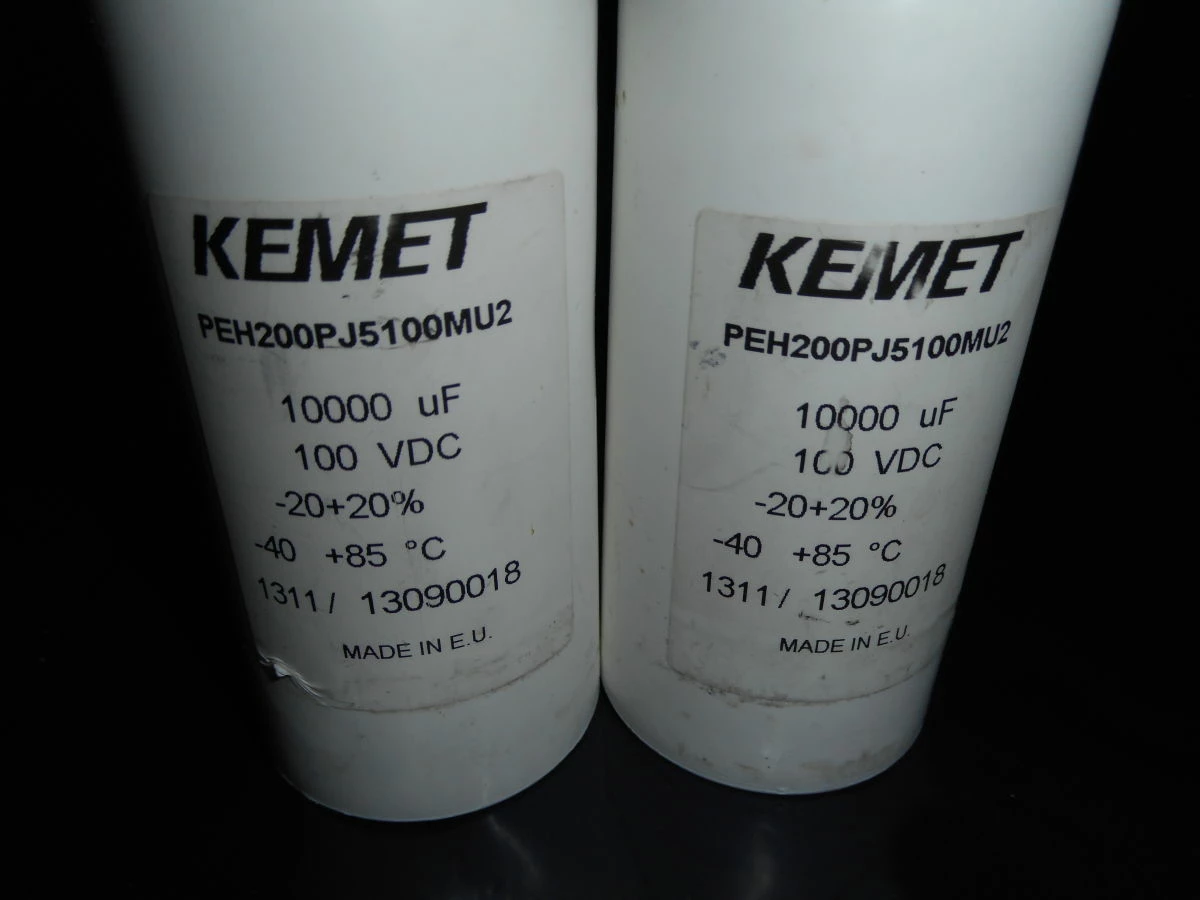 KEMET
PEH200PJ5100MU2
10000 uF
100 VDC
-20+20%
-40 +85 °C
1311/ 13090018
MADE IN E.U.
KEMET
PEH200PJ5100MU2
10000 uF
100 VDC
-20+20%
-40 +85 °C
1311/ 13090018
MADE IN E.U.